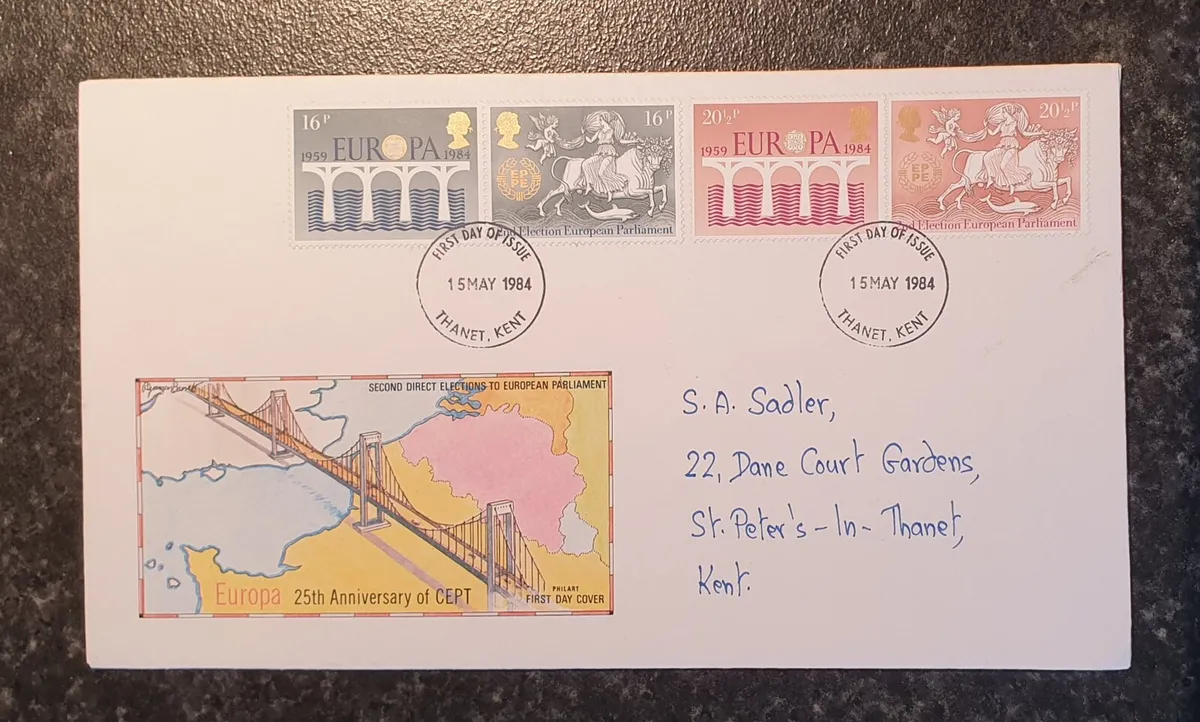 16P
1959 EUROPA 1984
16P
EP
PE
2nd Election European Parliament
20½P
1959 EUROPA 1984
20½P
EP
PE
2nd Election European Parliament
FIRST DAY OF ISSUE
15 MAY 1984
THANET, KENT
FIRST DAY OF ISSUE
15 MAY 1984
THANET, KENT
SECOND DIRECT ELECTIONS TO EUROPEAN PARLIAMENT
Europa 25th Anniversary of CEPT
PHILART
FIRST DAY COVER
S. A. Sadler,
22, Dane Court Gardens,
St. Peter's-In-Thanet,
Kent.